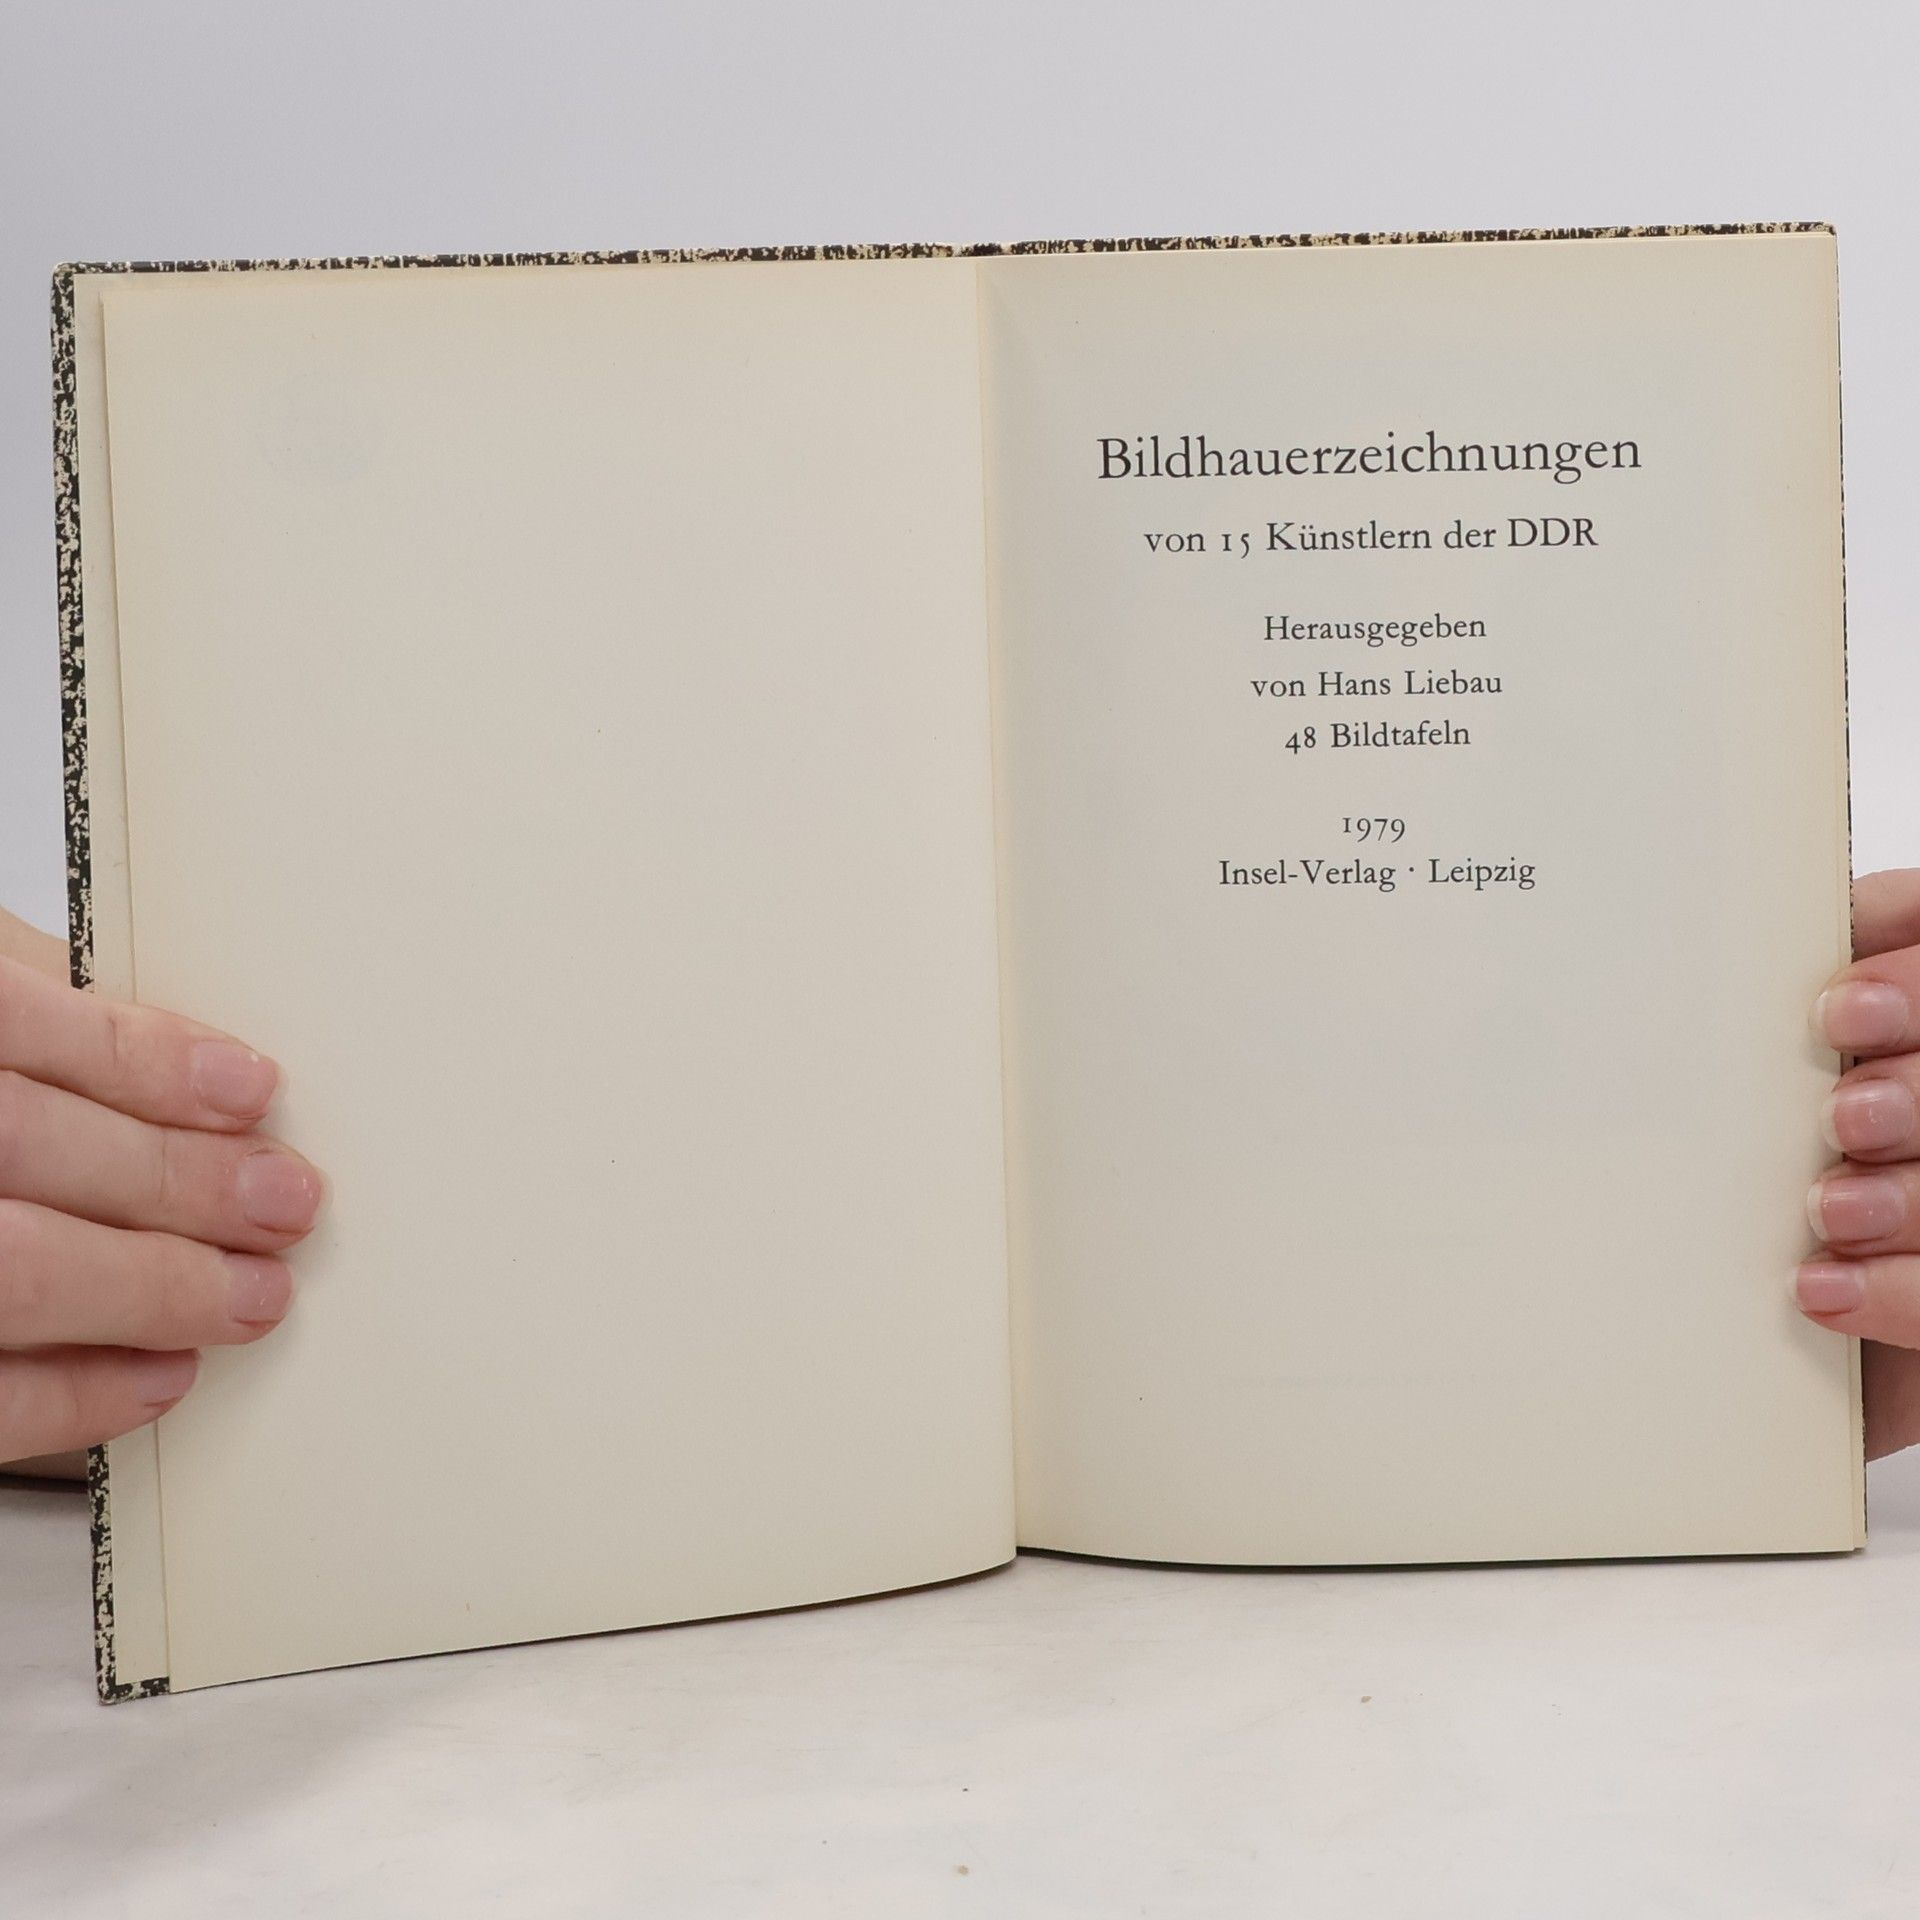 Bildhauerzeichnungen
von 15 Künstlern der DDR
Herausgegeben
von Hans Liebau
48 Bildtafeln
1979
Insel-Verlag · Leipzig